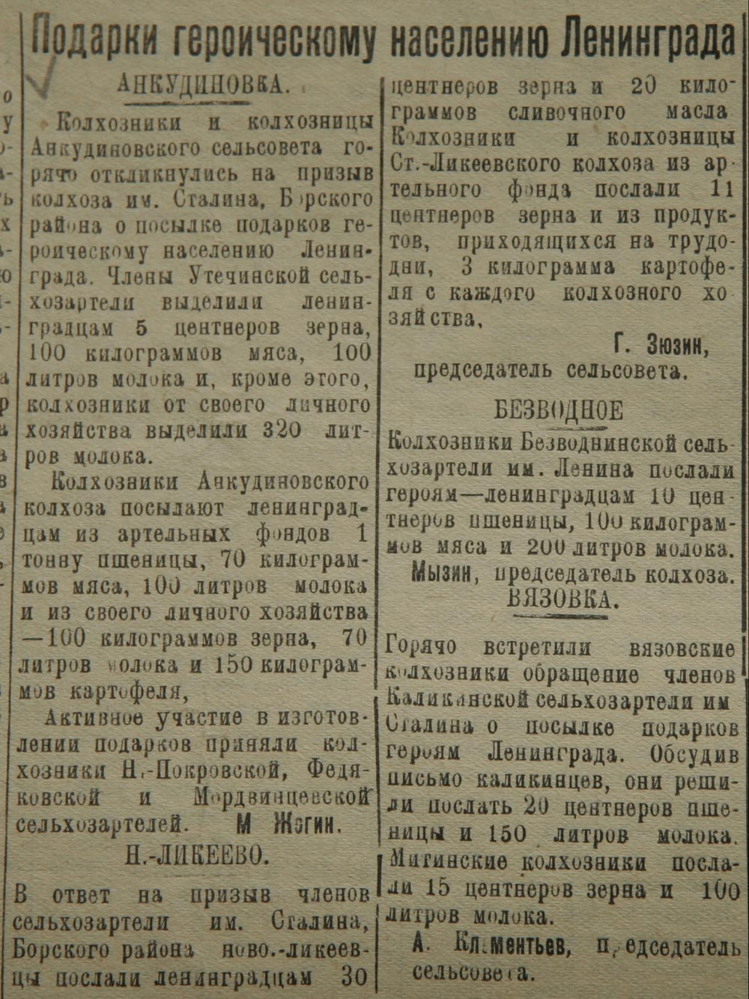 Подарки героическому населению Ленинграда
АНКУДИНОВКА.
Колхозники и колхозницы
Анкудиновского сельсовета го-
рячо откликнулись на призыв
колхоза им. Сталина, Борского
района о посылке подарков ге-
роическому населению Ленин-
града. Члены Утечинской сель-
хозартели выделили ленин-
градцам 5 центнеров зерна,
100 килограммов мяса, 100
литров молока и, кроме этого,
колхозники от своего личного
хозяйства выделили 320 лит-
ров молока.
Колхозники Анкудиновского
колхоза посылают ленинград-
цам из артельных фондов 1
тонну пшеницы, 70 килограм-
мов мяса, 100 литров молока
и из своего личного хозяйства
—100 килограммов зерна, 70
литров молока и 150 килограм-
мов картофеля,
Активное участие в изготов-
лении подарков приняли кол-
хозники Н.-Покровской, Федя-
ковской и Мордвинцевской
сельхозартелей. М Жогин.
Н.-ЛИКЕЕВО.
В ответ на призыв членов
сельхозартели им. Сталина,
Борского района ново.-ликеев-
цы послали ленинградцам 30
центнеров зерна и 20 кило-
граммов сливочного масла
Колхозники и колхозницы
Ст.-Ликеевского колхоза из ар-
тельного фонда послали 11
центнеров зерна и из продук-
тов, приходящихся на трудо-
дни, 3 килограмма картофе-
ля с каждого колхозного хо
зяйства,
Г. Зюзин,
председатель сельсовета.
БЕЗВОДНОЕ
Колхозники Безводнинской сель-
хозартели им. Ленина послали
героям—ленинградцам 10 цен-
тнеров пшеницы, 100 килограм-
мов мяса и 200 литров молока.
Мызин, председатель колхоза.
ВЯЗОВКА.
Горячо встретили вязовские
колхозники обращение членов
Каликинской сельхозартели им
Сталина о посылке подарков
героям Ленинграда. Обсудив
письмо каликинцев, они реши-
ли послать 20 центнеров пше-
ницы и 150 литров молока.
Митинские колхозники посла-
ли 15 центнеров зерна и 100
литров молока.
А. Климентьев, председатель
сельсовета.